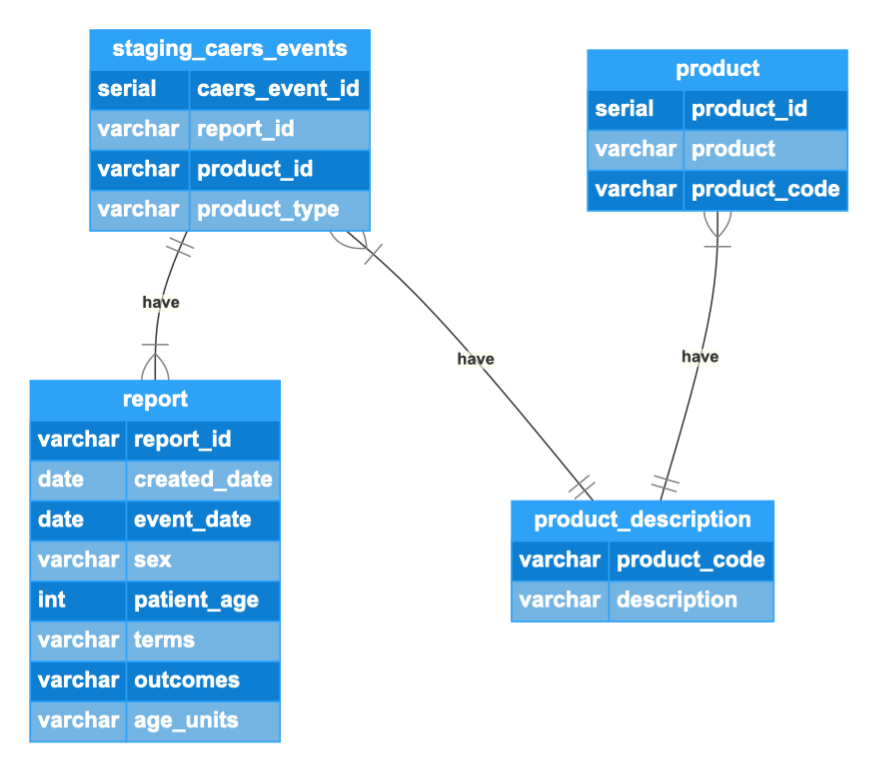 staging_caers_events
serial caers_event_id
varchar report_id
varchar product_id
varchar product_type
product
serial product_id
varchar product
varchar product_code
have
have
have
report
varchar report_id
date created_date
date event_date
varchar sex
int patient_age
varchar terms
varchar outcomes
varchar age_units
product_description
varchar product_code
varchar description